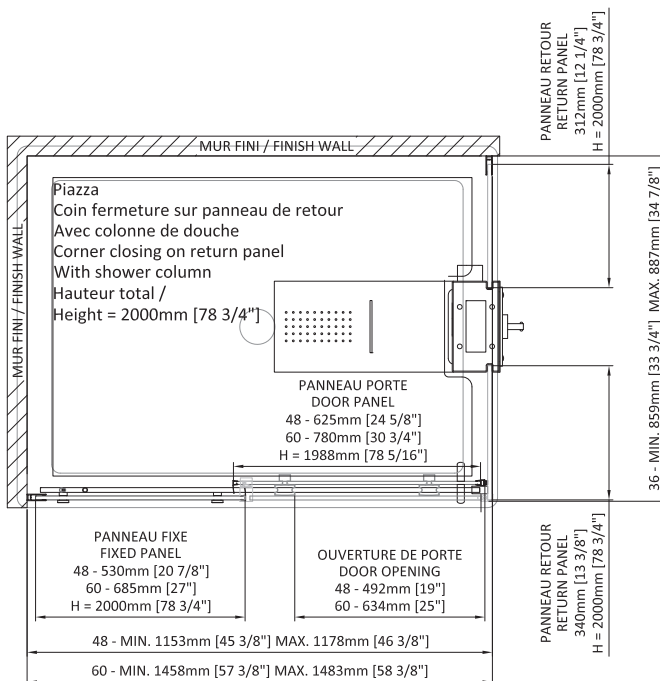 PANNEAU RETOUR
RETURN PANEL
312mm [12 1/4"]
H = 2000mm [78 3/4"]
MUR FINI / FINISH WALL
MUR FINI / FINISH WALL
Piazza
Coin fermeture sur panneau de retour
Avec colonne de douche
Corner closing on return panel
With shower column
Hauteur total /
Height = 2000mm [78 3/4"]
36 - MIN. 859mm [33 3/4"] MAX. 887mm [34 7/8"]
PANNEAU PORTE
DOOR PANEL
48 - 625mm [24 5/8"]
60 - 780mm [30 3/4"]
H = 1988mm [78 5/16"]
PANNEAU FIXE
FIXED PANEL
48 - 530mm [20 7/8"]
60 - 685mm [27"]
H = 2000mm [78 3/4"]
OUVERTURE DE PORTE
DOOR OPENING
48 - 492mm [19"]
60 - 634mm [25"]
PANNEAU RETOUR
RETURN PANEL
340mm [13 3/8"]
H = 2000mm [78 3/4"]
48 - MIN. 1153mm [45 3/8"] MAX. 1178mm [46 3/8"]
60 - MIN. 1458mm [57 3/8"] MAX. 1483mm [58 3/8"]